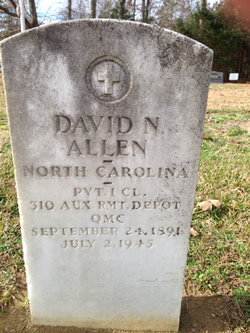 DAVID N.
ALLEN
NORTH CAROLINA
PVT 1 CL.
310 AUX. RMT. DEPOT
QMC
SEPTEMBER 24, 1891
JULY 2, 1945